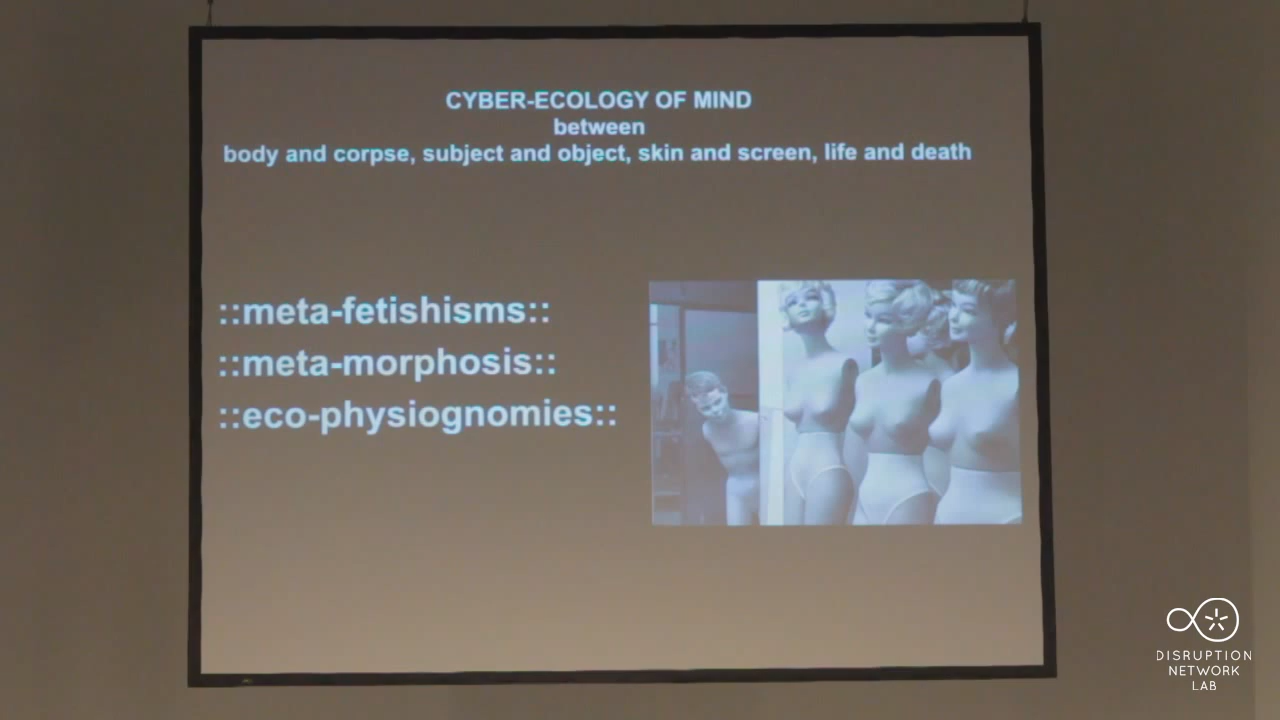 CYBER-ECOLOGY OF MIND
between
body and corpse, subject and object, skin and screen, life and death
::meta-fetishisms::
::meta-morphosis::
::eco-physiognomies::
DISRUPTION
NETWORK
LAB